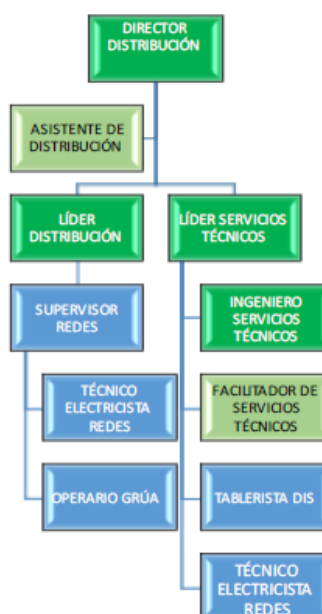 DIRECTOR
DISTRIBUCIÓN
ASISTENTE DE
DISTRIBUCIÓN
LÍDER
DISTRIBUCIÓN
LÍDER SERVICIOS
TÉCNICOS
SUPERVISOR
REDES
INGENIERO
SERVICIOS
TÉCNICOS
TÉCNICO
ELECTRICISTA
REDES
FACILITADOR DE
SERVICIOS
TÉCNICOS
OPERARIO GRÚA
TABLERISTA DIS
TÉCNICO
ELECTRICISTA
REDES